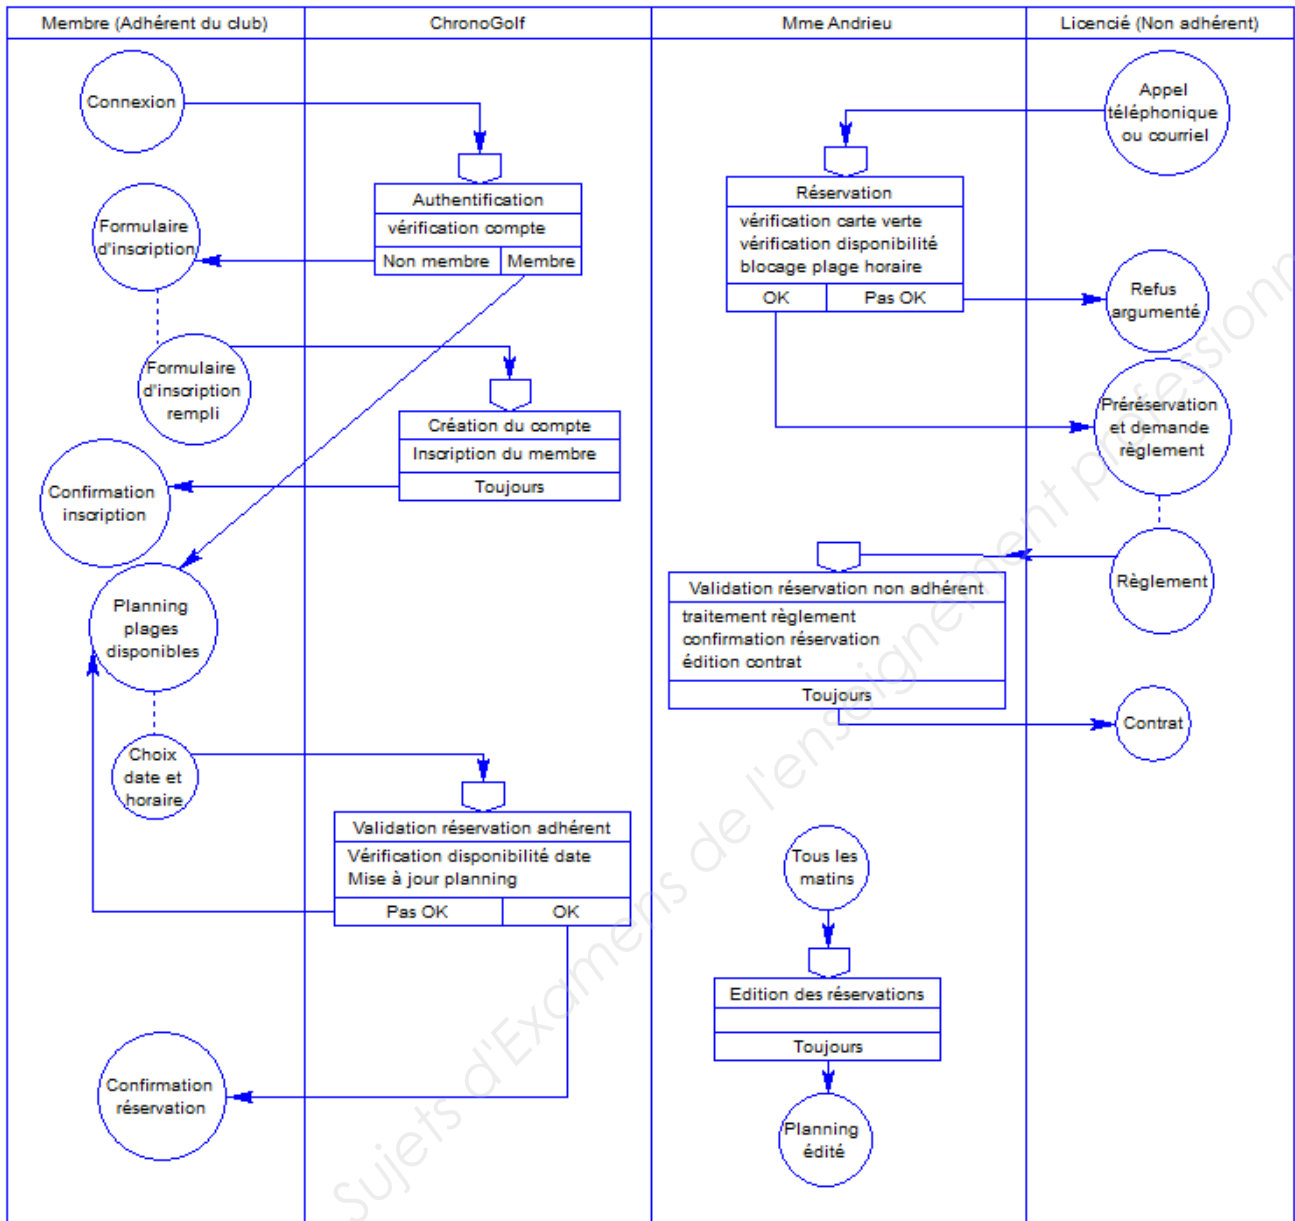 Membre (Adhérent du club)
ChronoGolf
Mme Andrieu
Licencié (Non adhérent)
Connexion
Appel
téléphonique
ou courriel
Authentification
vérification compte
Non membre
Membre
Réservation
vérification carte verte
vérification disponibilité
blocage plage horaire
OK
Pas OK
Formulaire
d'inscription
Refus
argumenté
Formulaire
d'inscription
rempli
Création du compte
Inscription du membre
Toujours
Préréservation
et demande
règlement
Confirmation
inscription
Planning
plages
disponibles
Validation réservation non adhérent
traitement règlement
confirmation réservation
édition contrat
Toujours
Règlement
Contrat
Choix
date et
horaire
Validation réservation adhérent
Vérification disponibilité date
Mise à jour planning
Pas OK
OK
Tous les
matins
Edition des réservations
Toujours
Confirmation
réservation
Planning
édité
Sujets d'Examens de l'enseignement professionn